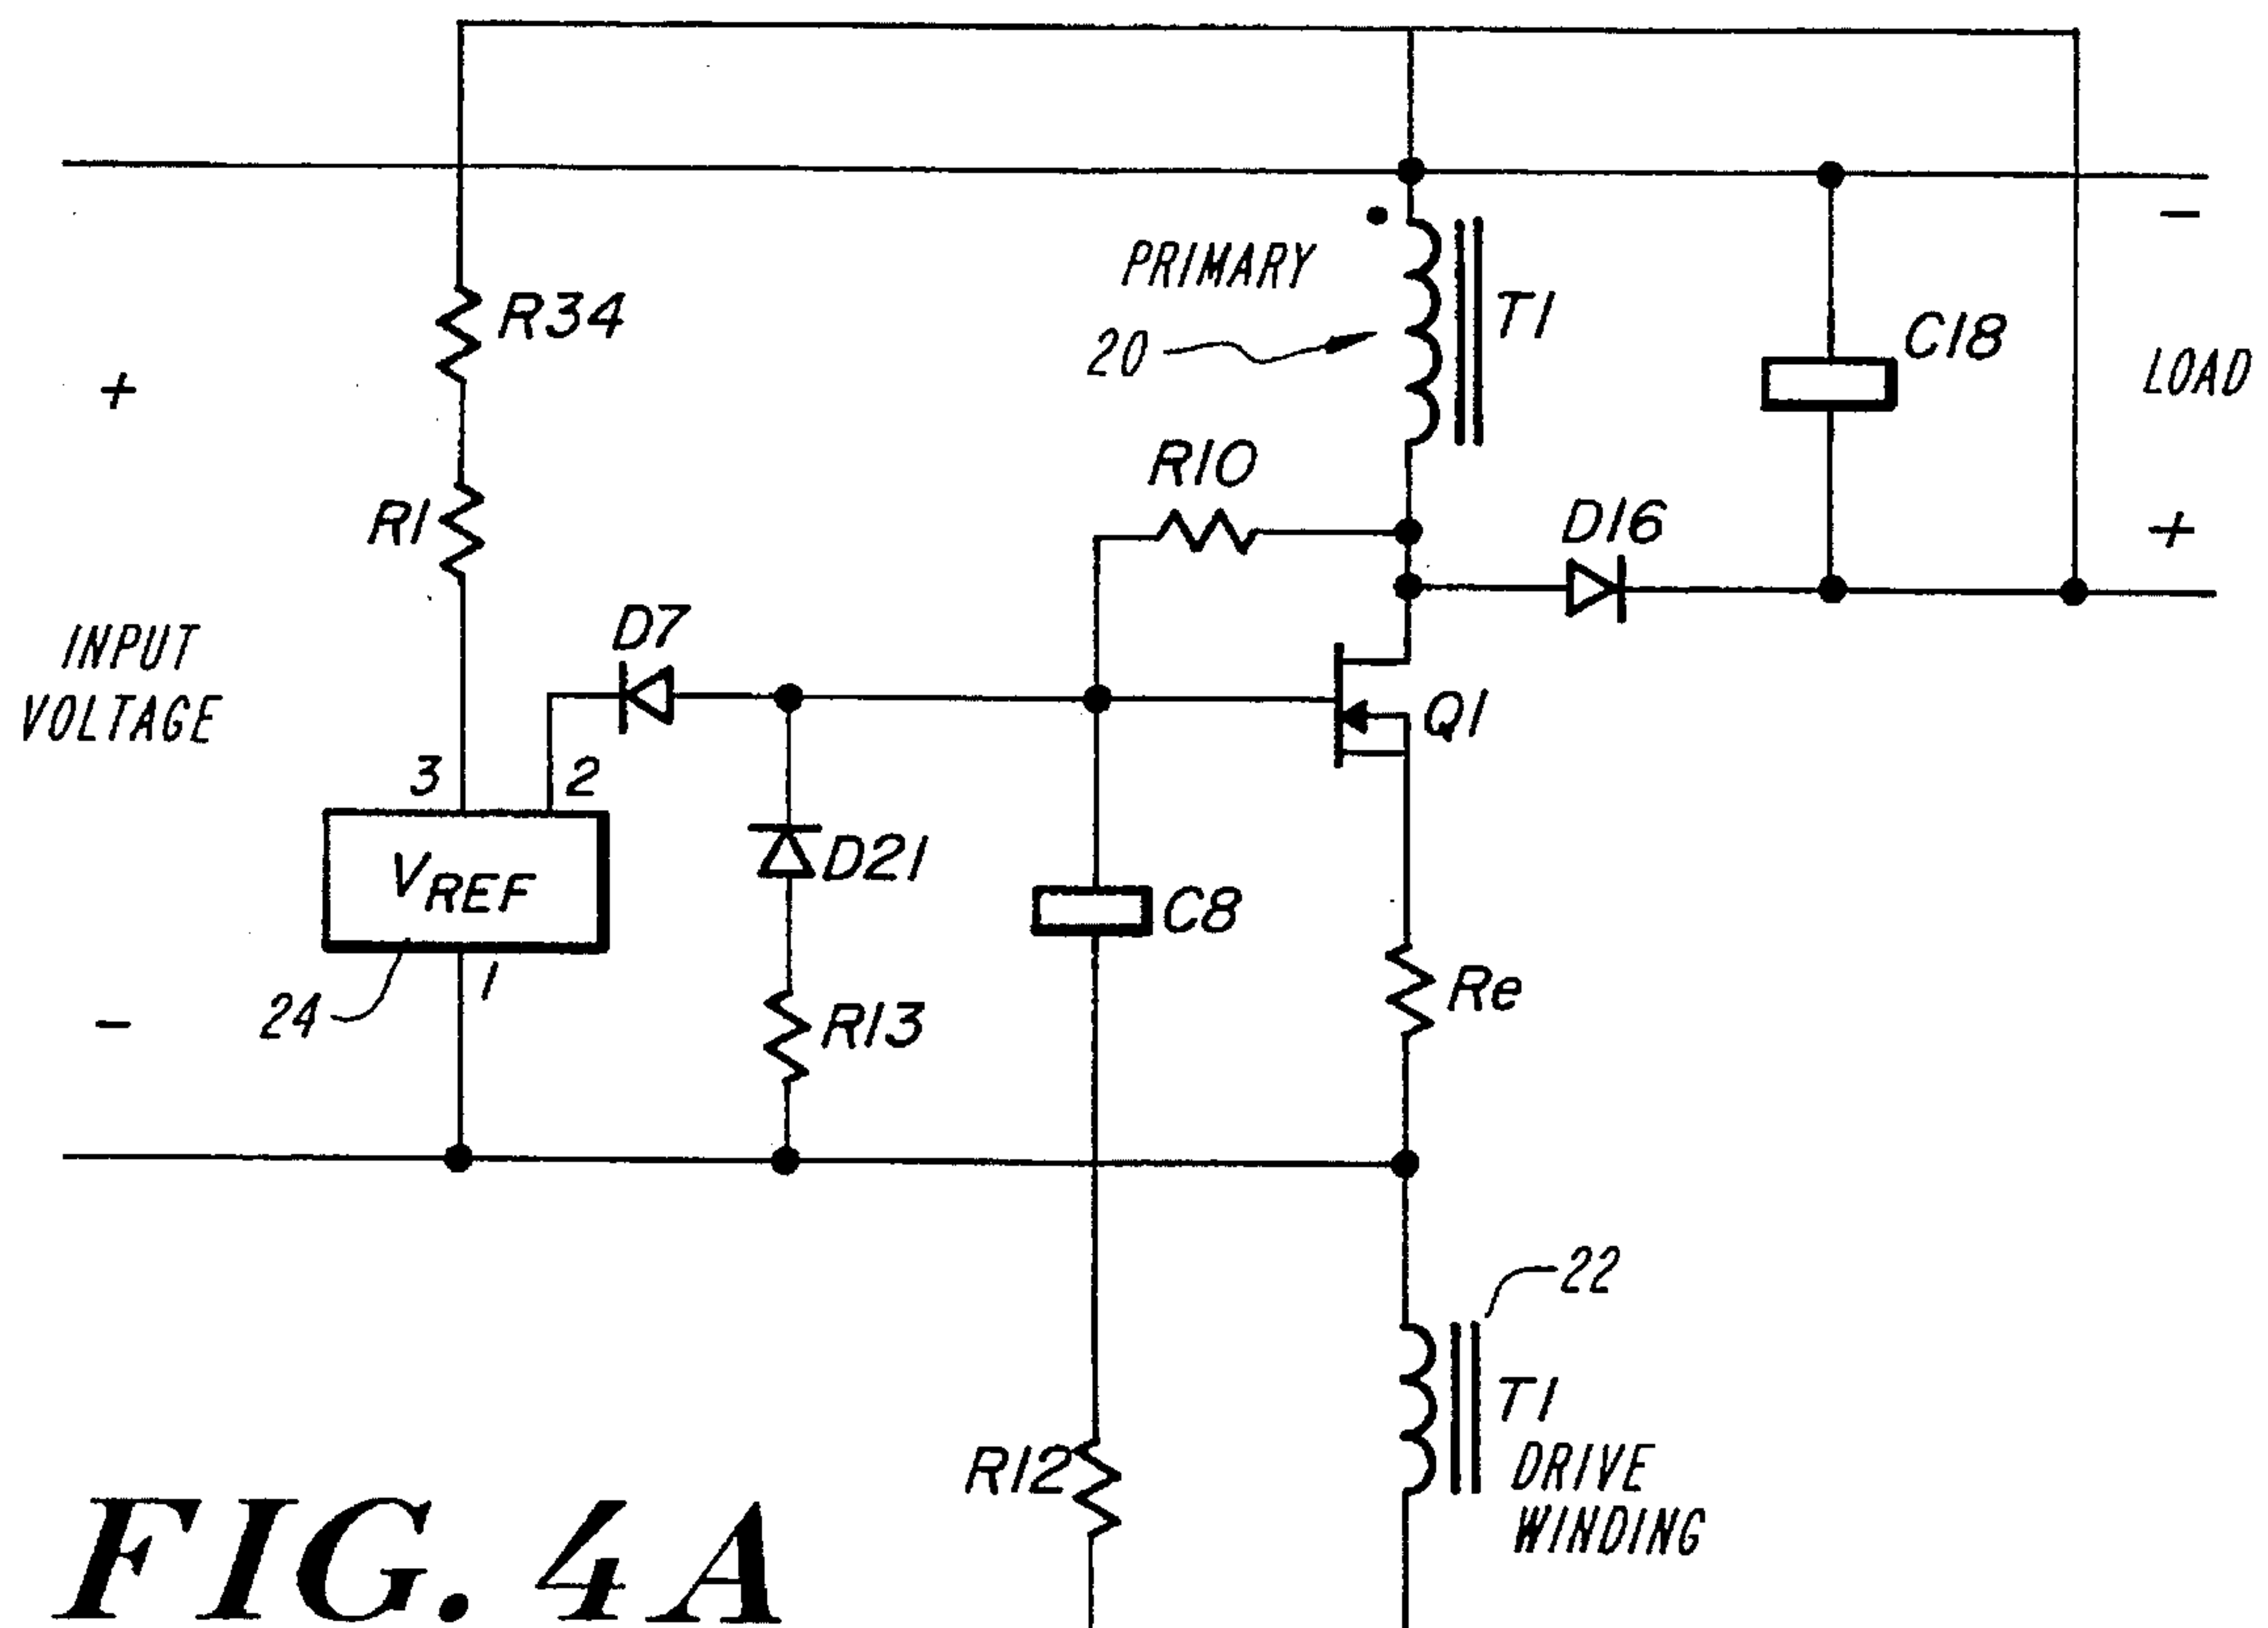 R34
PRIMARY
T1
20
C18
-
LOAD
+
R10
R1
D16
+
INPUT
VOLTAGE
-
D7
Q1
3
2
VREF
D21
C8
1
24
R13
Re
22
T1
DRIVE
WINDING
R12
FIG. 4A